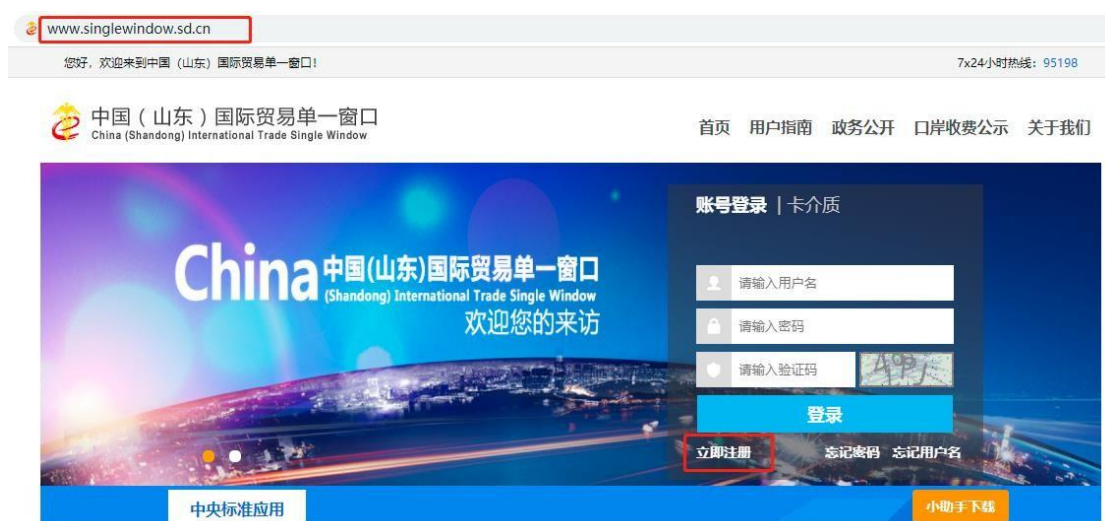 www.singlewindow.sd.cn
您好，欢迎来到中国（山东）国际贸易单一窗口！
7x24小时热线：95198
中国（山东）国际贸易单一窗口
China (Shandong) International Trade Single Window
首页 用户指南 政务公开 口岸收费公示 关于我们
账号登录 | 卡介质
China 中国(山东)国际贸易单一窗口
(Shandong) International Trade Single Window
欢迎您的来访
请输入用户名
请输入密码
请输入验证码
登录
立即注册 忘记密码 忘记用户名
中央标准应用
小助手下载